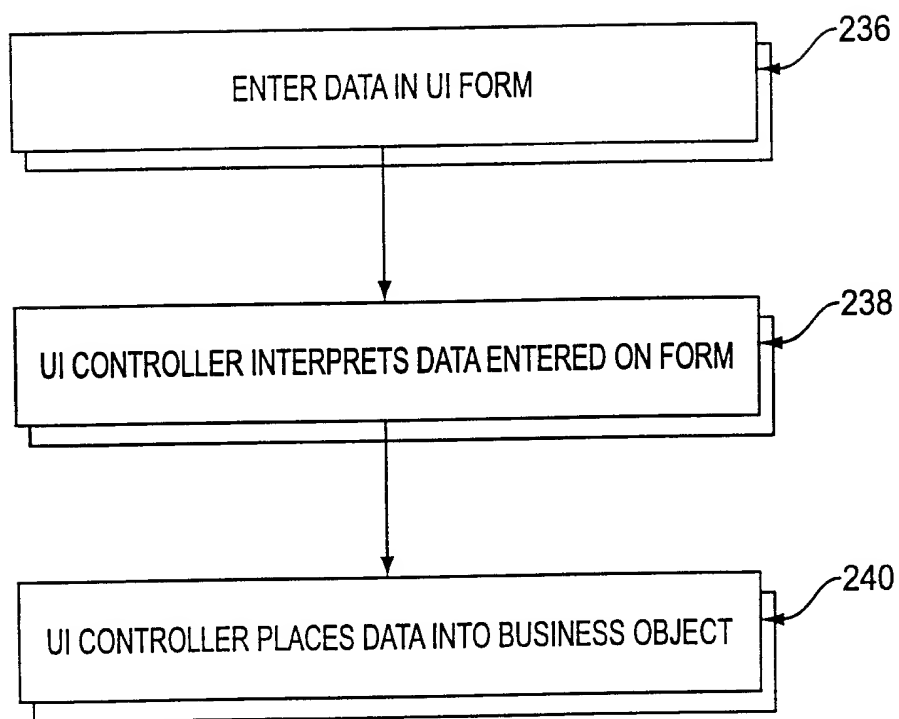 236
ENTER DATA IN UI FORM
238
UI CONTROLLER INTERPRETS DATA ENTERED ON FORM
240
UI CONTROLLER PLACES DATA INTO BUSINESS OBJECT